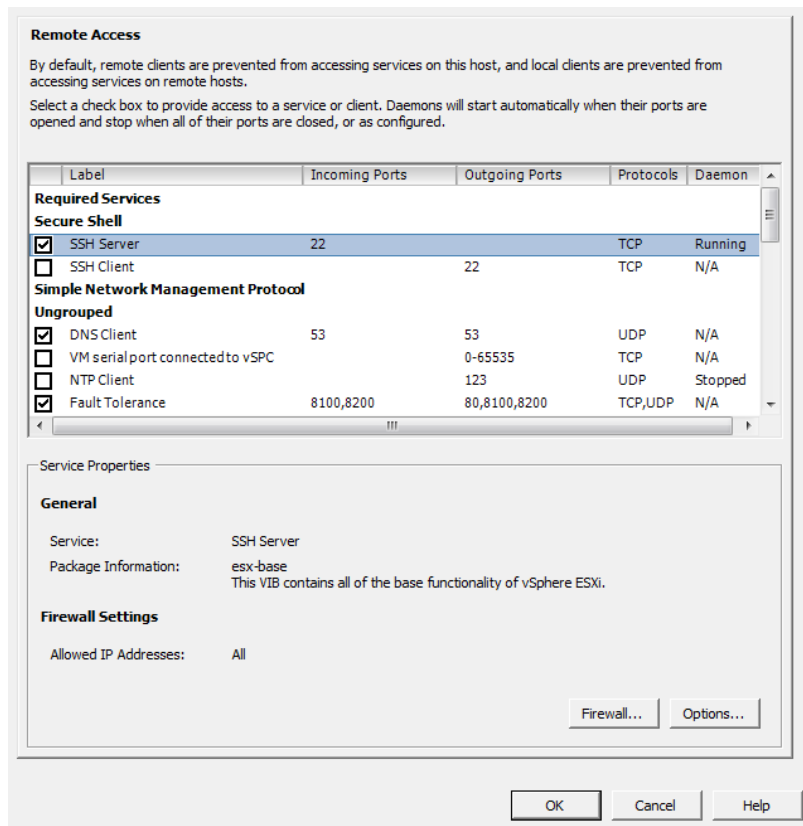 Remote Access
By default, remote clients are prevented from accessing services on this host, and local clients are prevented from
accessing services on remote hosts.
Select a check box to provide access to a service or client. Daemons will start automatically when their ports are
opened and stop when all of their ports are closed, or as configured.
Label Incoming Ports Outgoing Ports Protocols Daemon
Required Services
Secure Shell
SSH Server 22 TCP Running
SSH Client 22 TCP N/A
Simple Network Management Protocol
Ungrouped
DNS Client 53 53 UDP N/A
VM serial port connected to vSPC 0-65535 TCP N/A
NTP Client 123 UDP Stopped
Fault Tolerance 8100,8200 80,8100,8200 TCP,UDP N/A
Service Properties
General
Service: SSH Server
Package Information: esx-base
This VIB contains all of the base functionality of vSphere ESXi.
Firewall Settings
Allowed IP Addresses: All
Firewall... Options...
OK Cancel Help